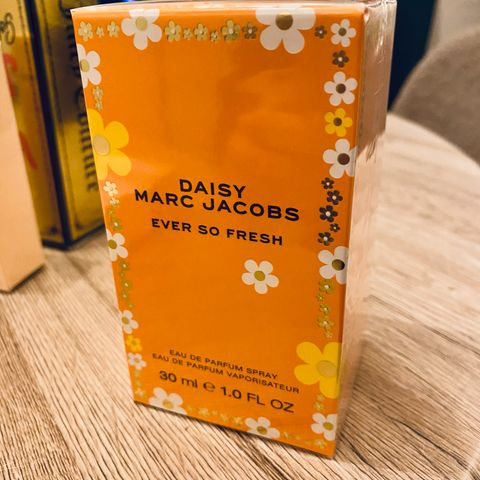 DAISY
MARC JACOBS
EVER SO FRESH
EAU DE PARFUM SPRAY
EAU DE PARFUM VAPORISATEUR
30 ml e 1.0 FL OZ